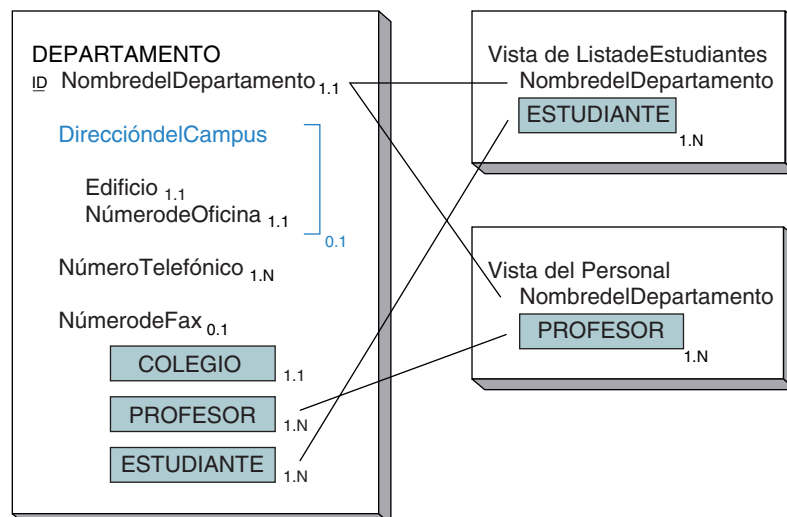 DEPARTAMENTO
ID NombredelDepartamento 1.1
DireccióndelCampus
Edificio 1.1
NúmerodeOficina 1.1
0.1
NúmeroTelefónico 1.N
NúmerodeFax 0.1
COLEGIO 1.1
PROFESOR 1.N
ESTUDIANTE 1.N
Vista de ListadeEstudiantes
NombredelDepartamento
ESTUDIANTE 1.N
Vista del Personal
NombredelDepartamento
PROFESOR 1.N